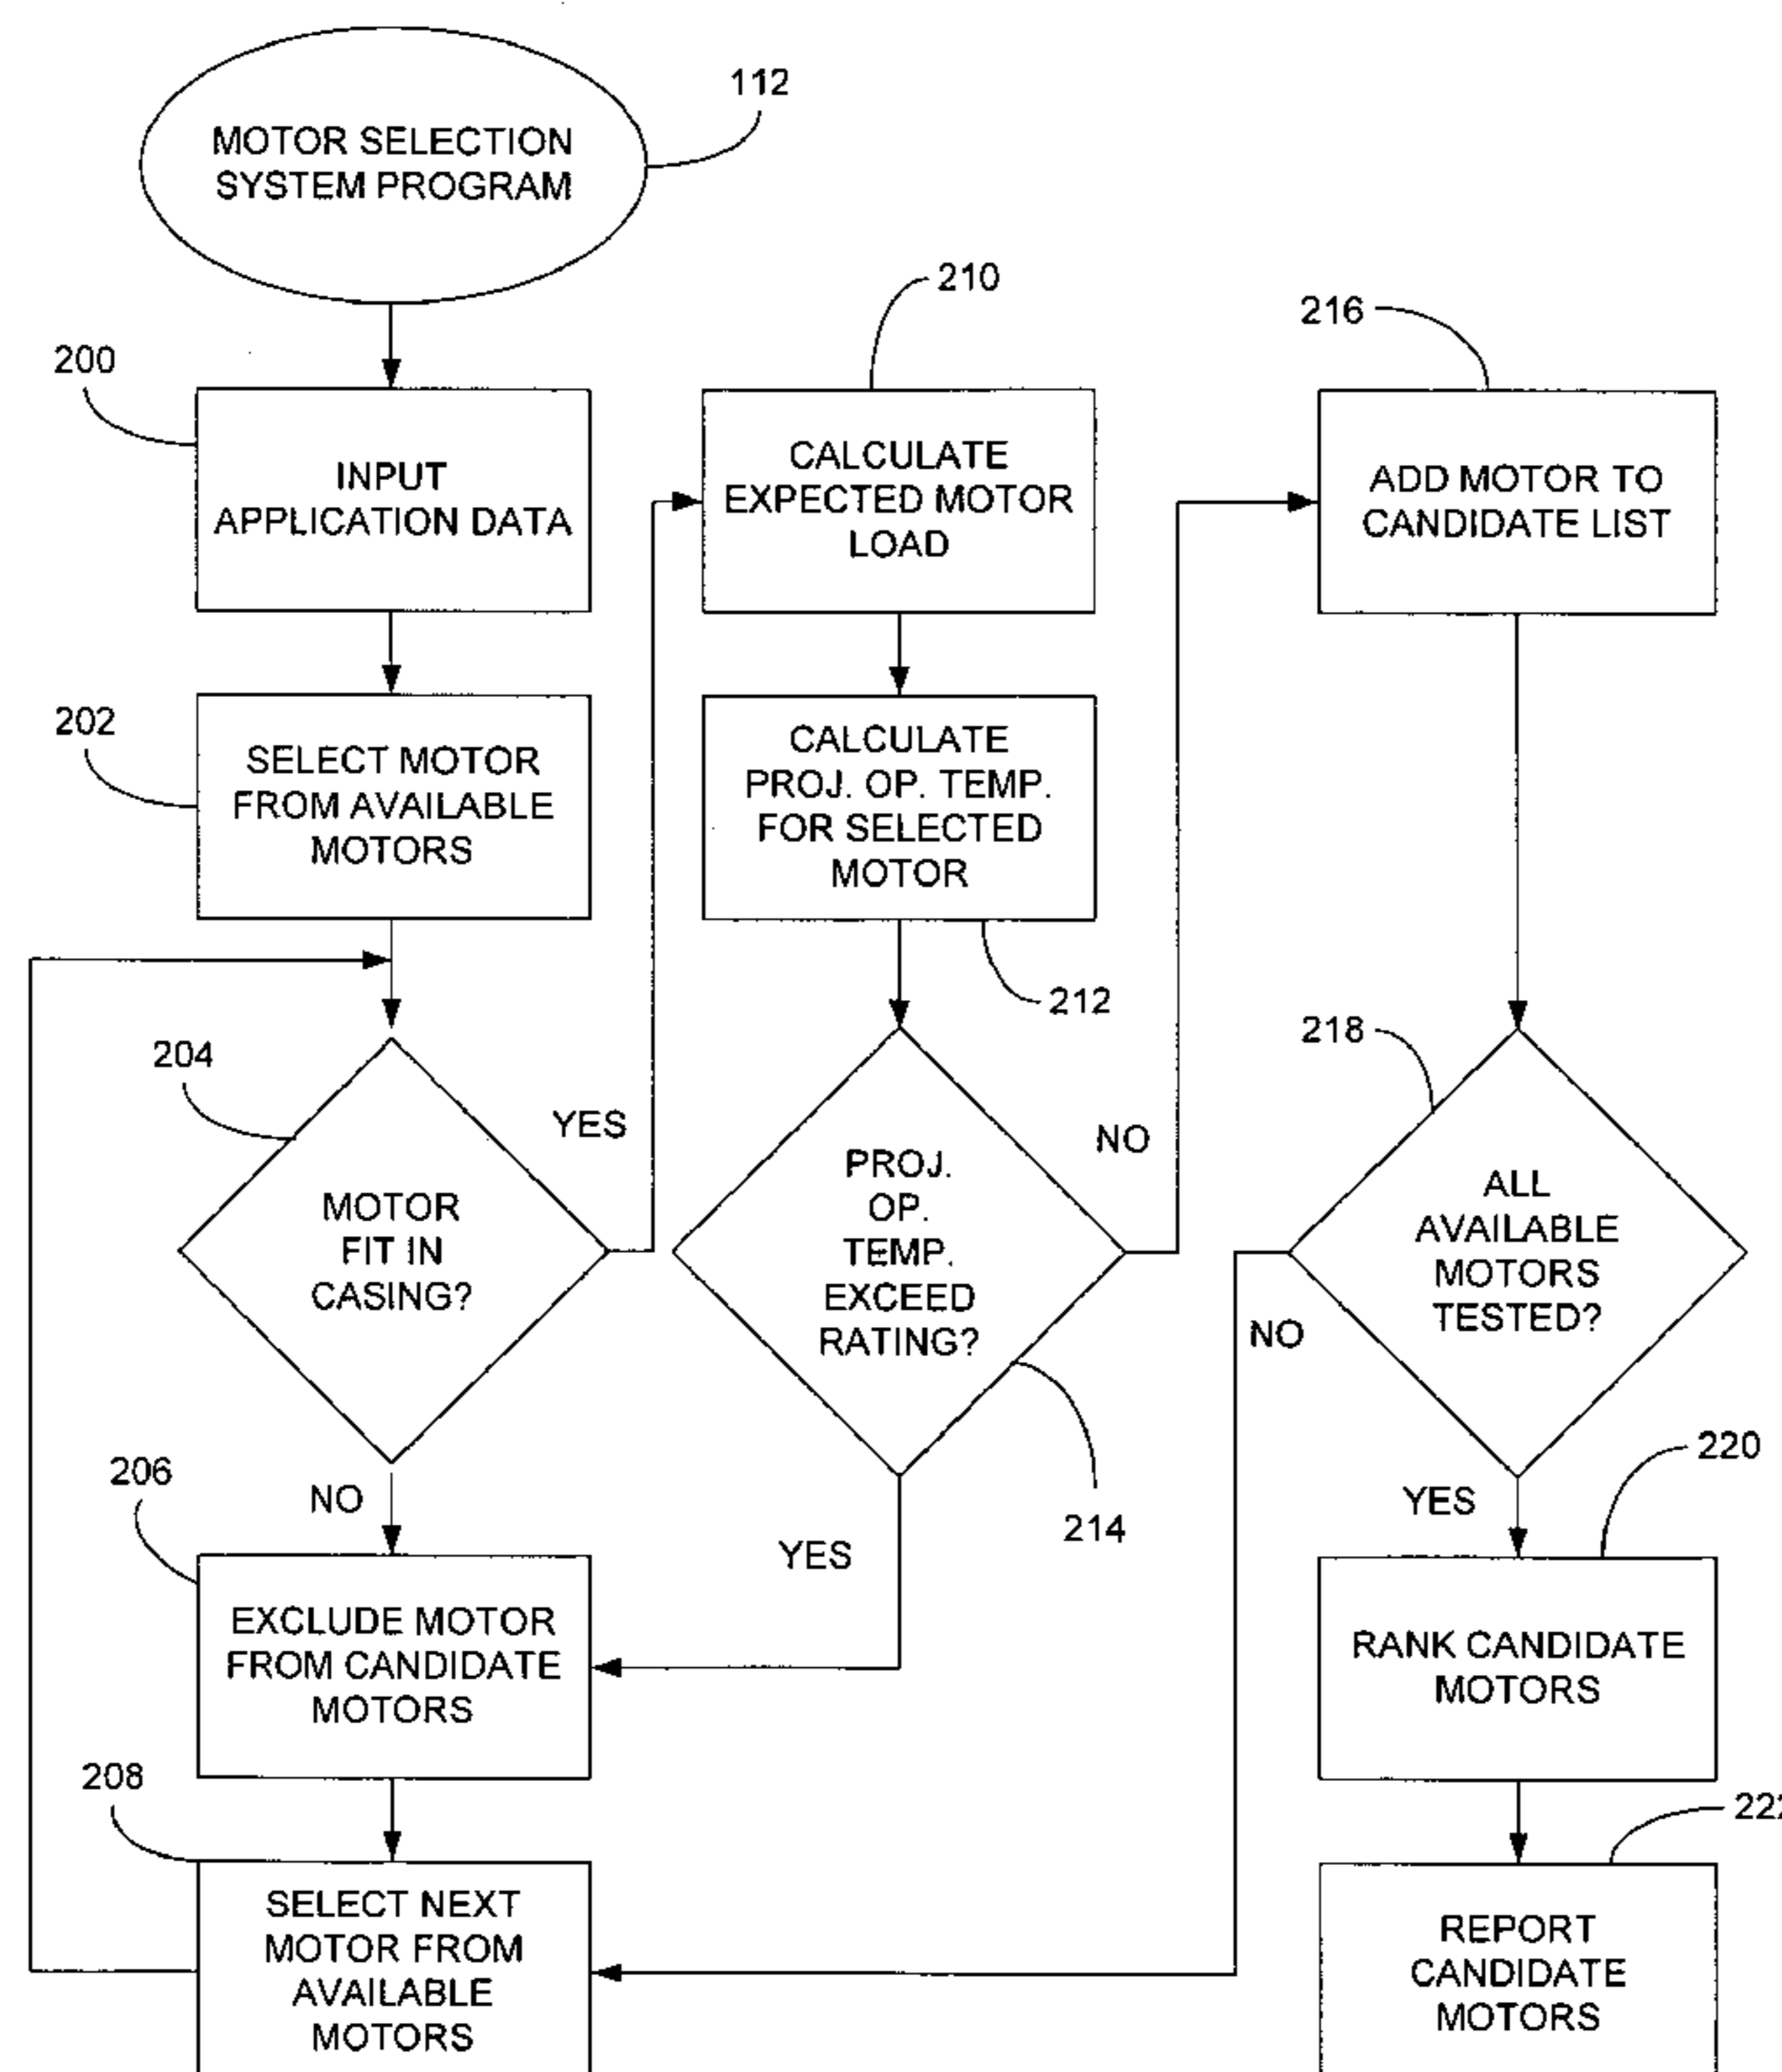 112
MOTOR SELECTION
SYSTEM PROGRAM
200
INPUT
APPLICATION DATA
202
SELECT MOTOR
FROM AVAILABLE
MOTORS
204
MOTOR
FIT IN
CASING?
YES
NO
206
EXCLUDE MOTOR
FROM CANDIDATE
MOTORS
208
SELECT NEXT
MOTOR FROM
AVAILABLE
MOTORS
210
CALCULATE
EXPECTED MOTOR
LOAD
CALCULATE
PROJ. OP. TEMP.
FOR SELECTED
MOTOR
212
PROJ.
OP.
TEMP.
EXCEED
RATING?
NO
YES
214
216
ADD MOTOR TO
CANDIDATE LIST
218
ALL
AVAILABLE
MOTORS
TESTED?
NO
YES
220
RANK CANDIDATE
MOTORS
222
REPORT
CANDIDATE
MOTORS